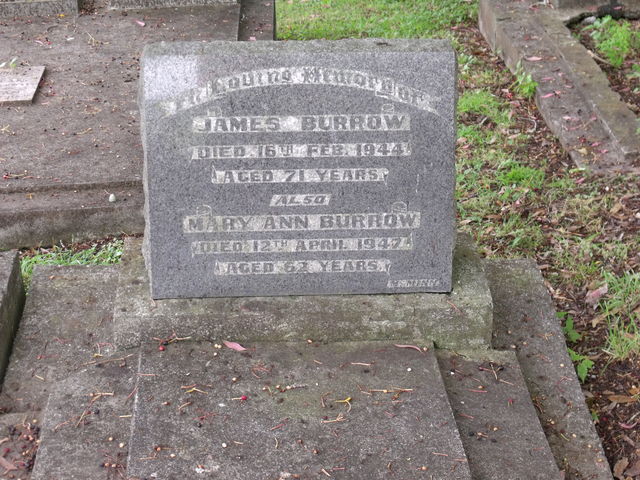 In Loving Memory of
JAMES BURROW
DIED 16TH FEB. 1944
AGED 71 YEARS.
ALSO
MARY ANN BURROW
DIED 12TH APRIL 1947
AGED 62 YEARS.